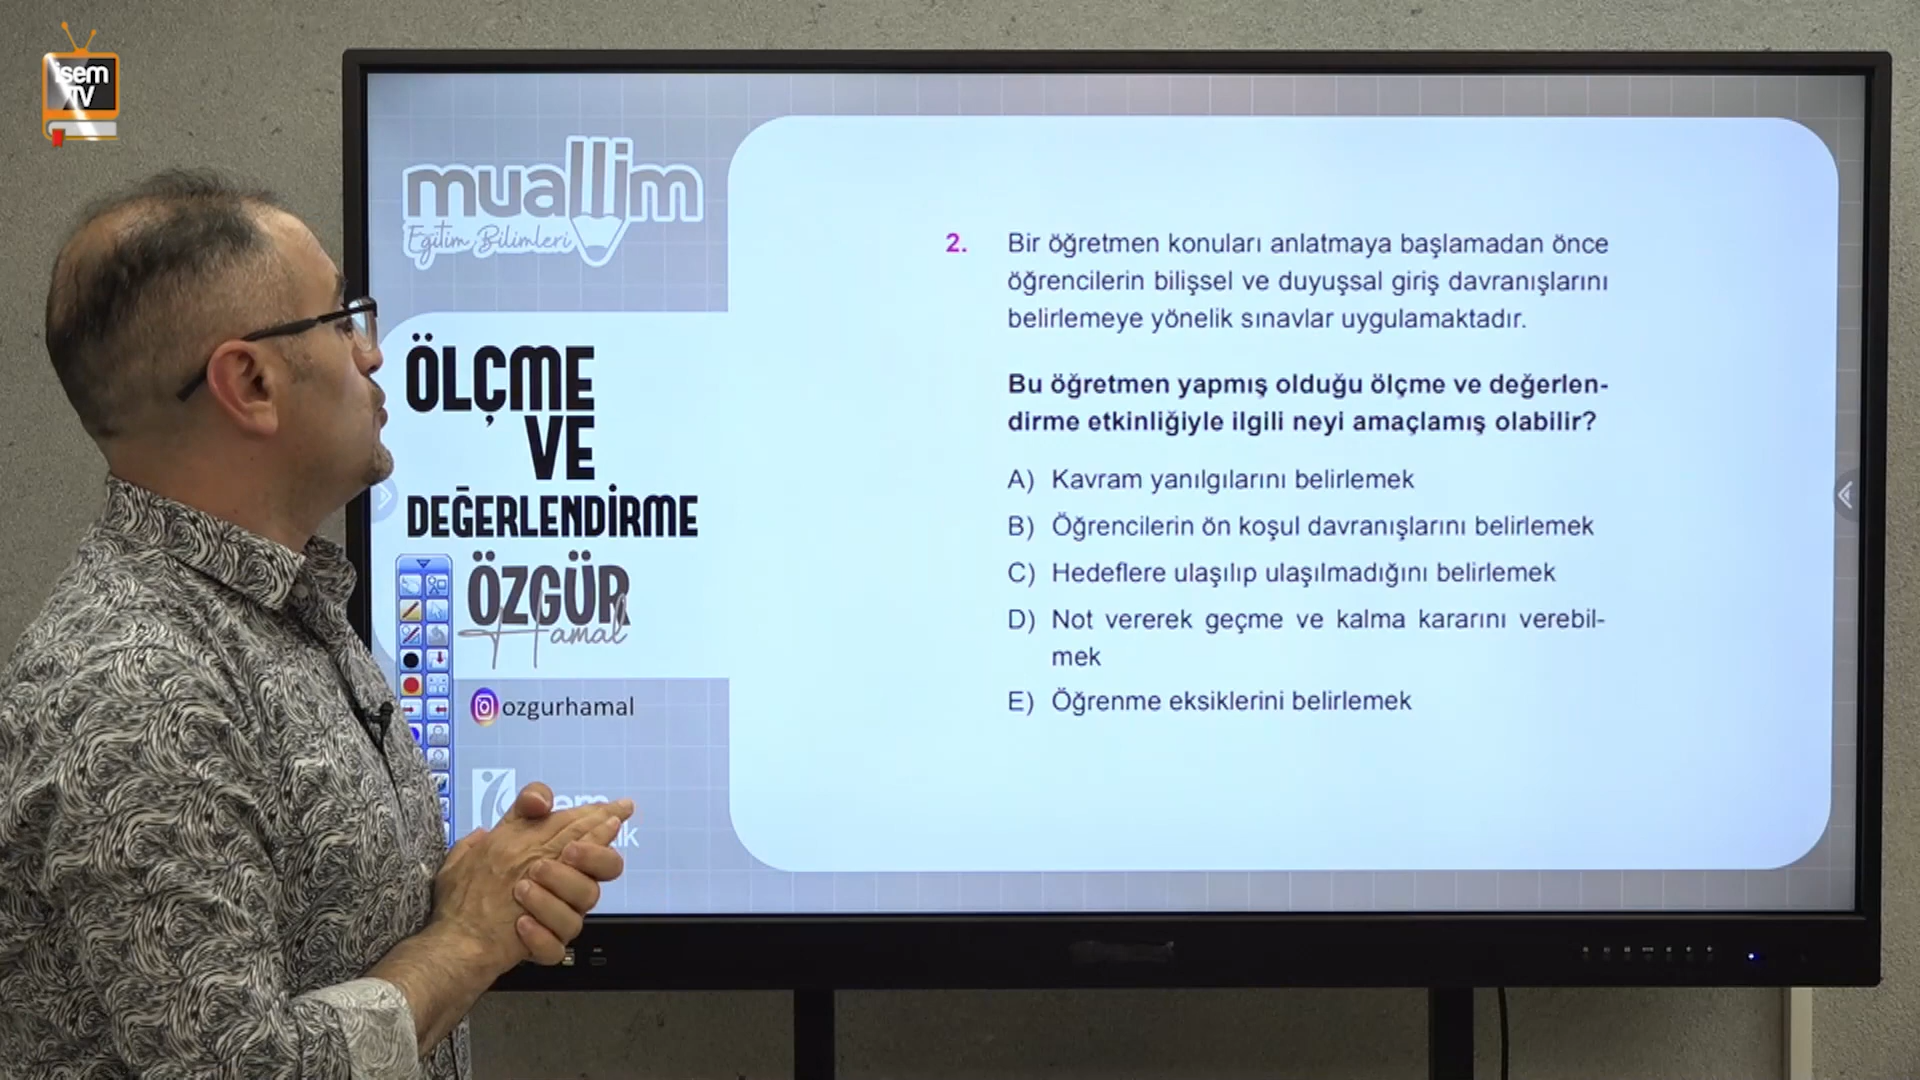 isem
TV
muallim
Eğitim Bilimleri
ÖLÇME
VE
DEĞERLENDİRME
ÖZGÜR
Hamal
ozgurhamal
2. Bir öğretmen konuları anlatmaya başlamadan önce
öğrencilerin bilişsel ve duyuşsal giriş davranışlarını
belirlemeye yönelik sınavlar uygulamaktadır.
Bu öğretmen yapmış olduğu ölçme ve değerlen-
dirme etkinliğiyle ilgili neyi amaçlamış olabilir?
A) Kavram yanılgılarını belirlemek
B) Öğrencilerin ön koşul davranışlarını belirlemek
C) Hedeflere ulaşılıp ulaşılmadığını belirlemek
D) Not vererek geçme ve kalma kararını verebil-
mek
E) Öğrenme eksiklerini belirlemek